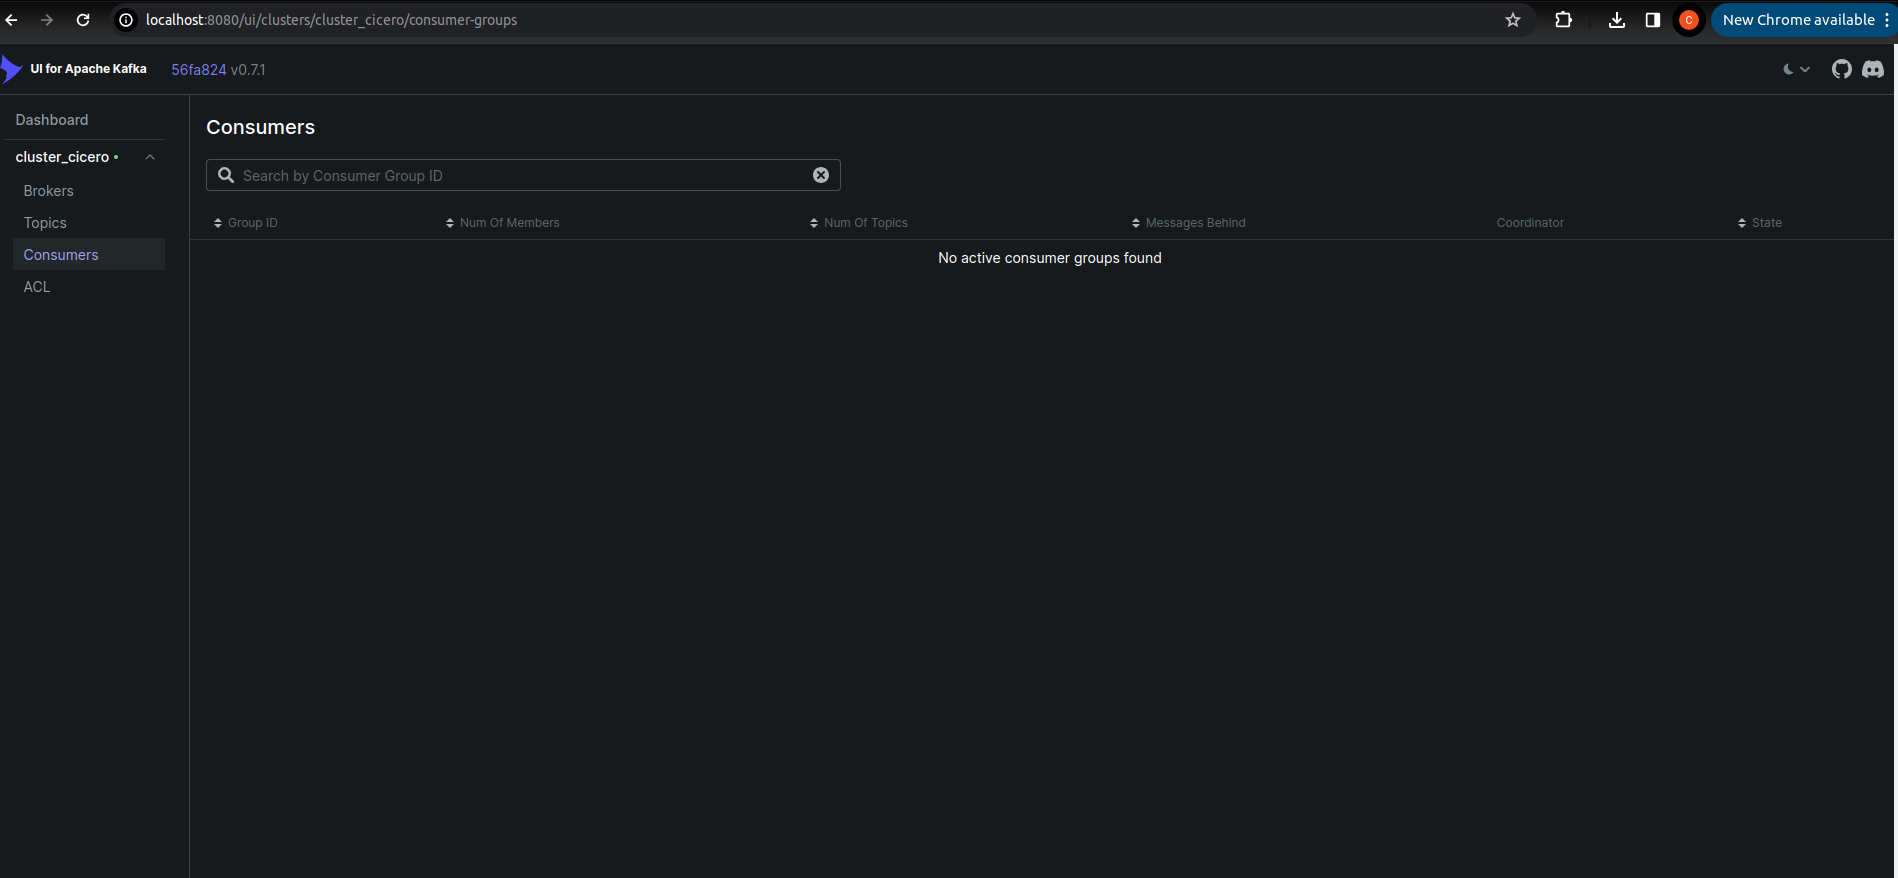 localhost:8080/ui/clusters/cluster_cicero/consumer-groups
C
New Chrome available
UI for Apache Kafka
56fa824 v0.7.1
Dashboard
cluster_cicero
Brokers
Topics
Consumers
ACL
Consumers
Search by Consumer Group ID
Group ID Num Of Members Num Of Topics Messages Behind Coordinator State
No active consumer groups found